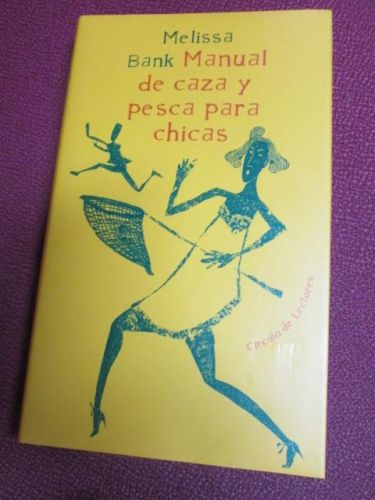 Melissa
Bank Manual
de caza y
pesca para
chicas
Círculo de Lectores